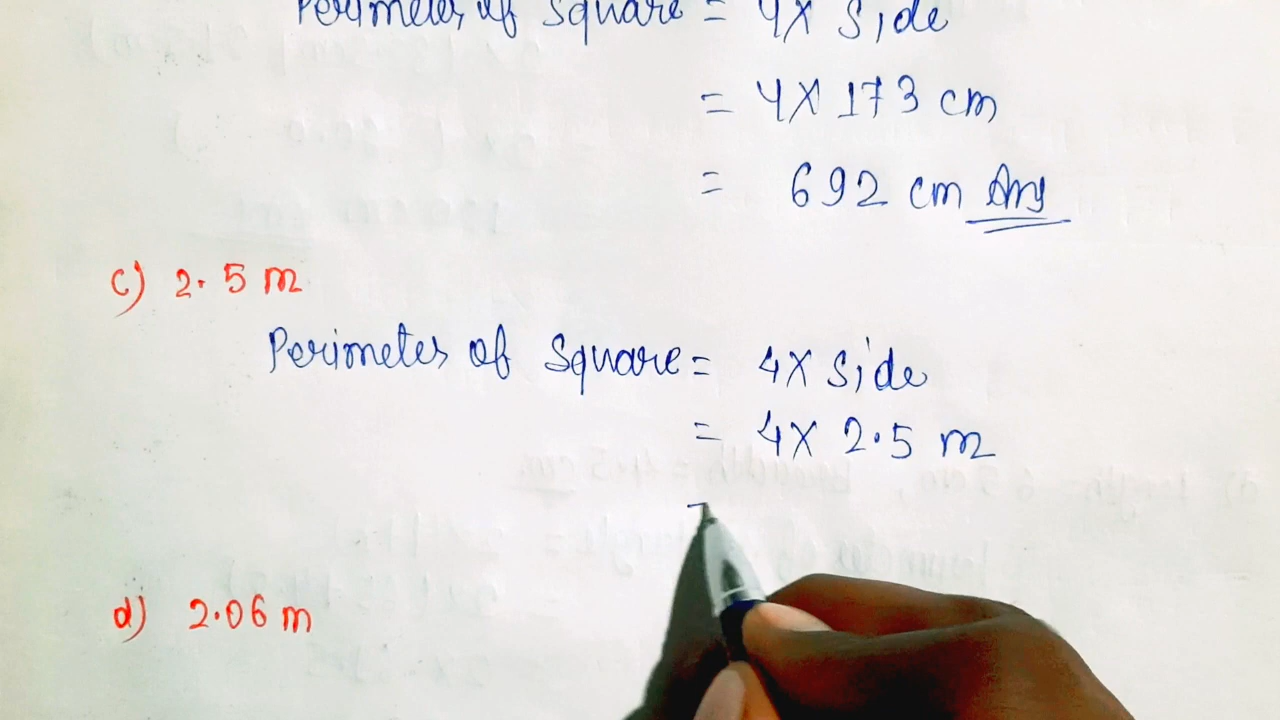 Perimeter of Square = 4X Side
= 4X 173 cm
= 692 cm Ans
c) 2.5 m
Perimeter of Square = 4X Side
= 4X 2.5 m
d) 2.06 m